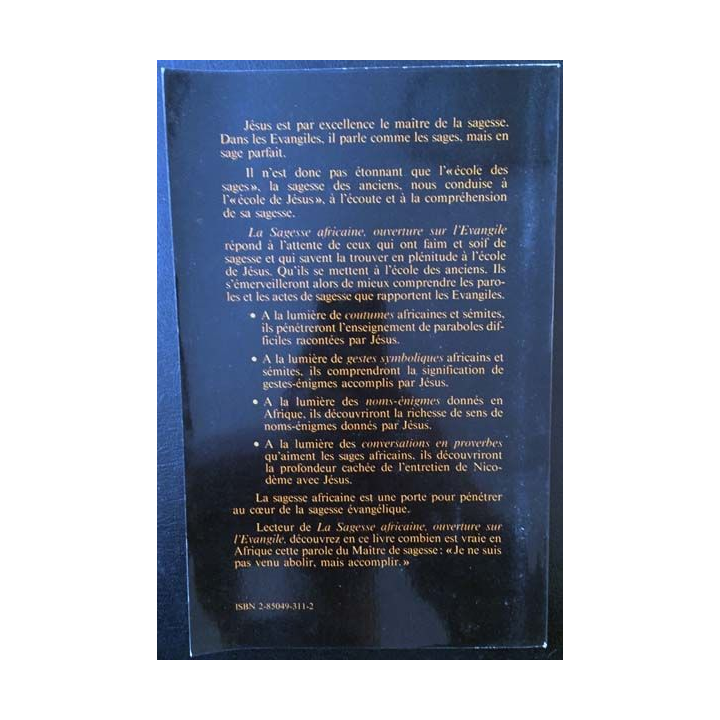 Jésus est par excellence le maître de la sagesse.
Dans les Evangiles, il parle comme les sages, mais en
sage parfait.
Il n'est donc pas étonnant que l'«école des
sages», la sagesse des anciens, nous conduise à
l'«école de Jésus», à l'écoute et à la compréhension
de sa sagesse.
La Sagesse africaine, ouverture sur l'Evangile
répond à l'attente de ceux qui ont faim et soif de
sagesse et qui savent la trouver en plénitude à l'école
de Jésus. Qu'ils se mettent à l'école des anciens. Ils
s'émerveilleront alors de mieux comprendre les paro-
les et les actes de sagesse que rapportent les Evangiles.
• A la lumière de coutumes africaines et sémites,
ils pénétreront l'enseignement de paraboles dif-
ficiles racontées par Jésus.
• A la lumière de gestes symboliques africains et
sémites, ils comprendront la signification de
gestes-énigmes accomplis par Jésus.
• A la lumière des noms-énigmes donnés en
Afrique, ils découvriront la richesse de sens de
noms-énigmes donnés par Jésus.
• A la lumière des conversations en proverbes
qu'aiment les sages africains, ils découvriront
la profondeur cachée de l'entretien de Nico-
dème avec Jésus.
La sagesse africaine est une porte pour pénétrer
au cœur de la sagesse évangélique.
Lecteur de La Sagesse africaine, ouverture sur
l'Evangile, découvrez en ce livre combien est vraie en
Afrique cette parole du Maître de sagesse : «Je ne suis
pas venu abolir, mais accomplir.»
ISBN 2-85049-311-2